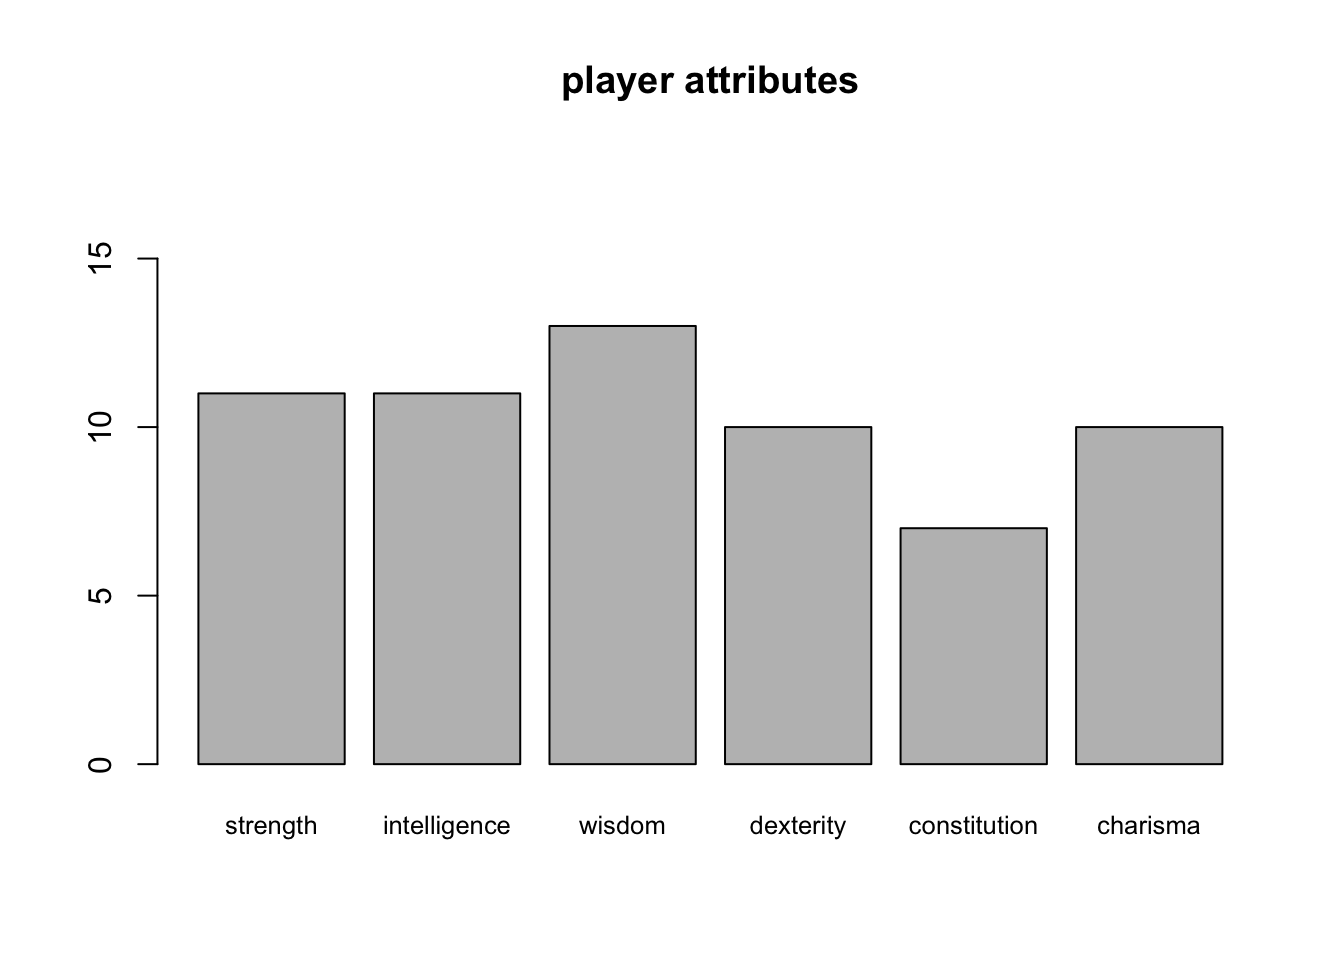 player attributes
15
10
5
0
strength intelligence wisdom dexterity constitution charisma